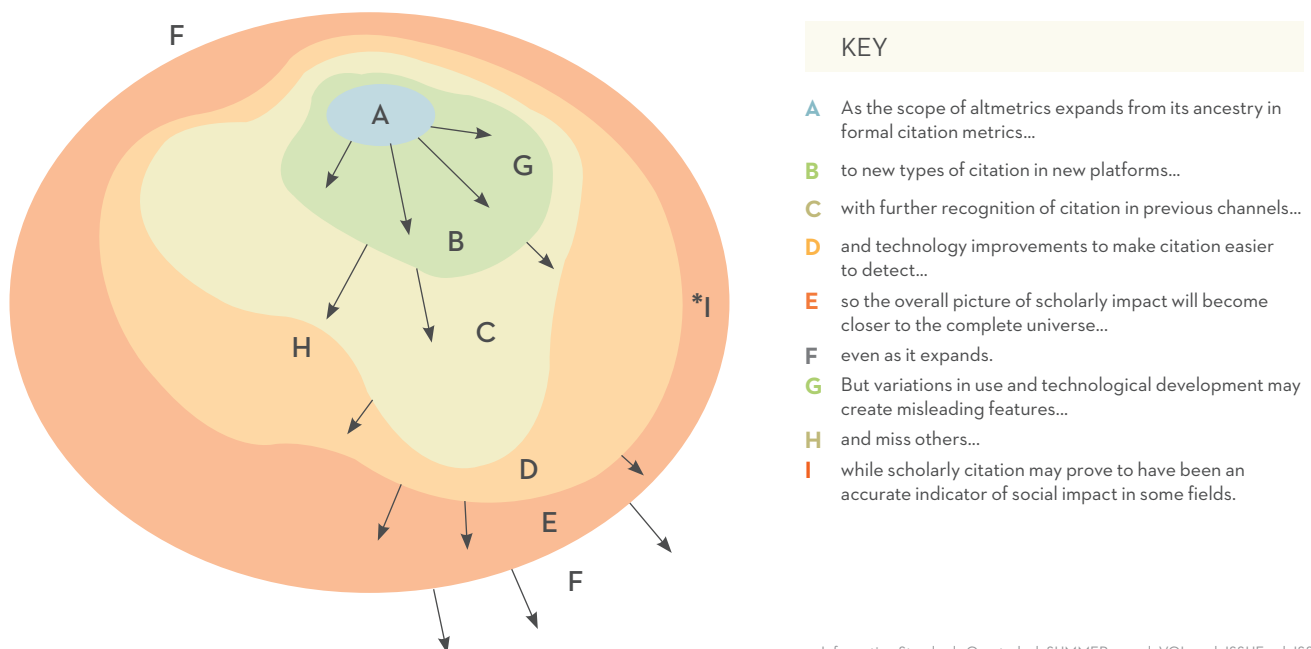 F
A
G
B
*I
C
H
D
E
F
KEY
A As the scope of altmetrics expands from its ancestry in
formal citation metrics...
B to new types of citation in new platforms...
C with further recognition of citation in previous channels...
D and technology improvements to make citation easier
to detect...
E so the overall picture of scholarly impact will become
closer to the complete universe...
F even as it expands.
G But variations in use and technological development may
create misleading features...
H and miss others...
I while scholarly citation may prove to have been an
accurate indicator of social impact in some fields.